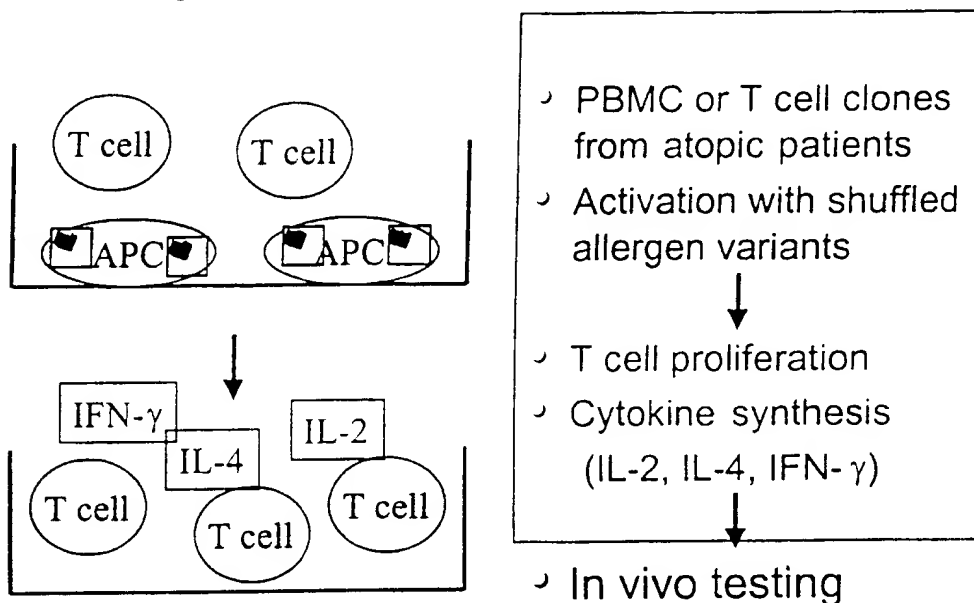 T cell
T cell
APC
APC
IFN-γ
IL-4
IL-2
T cell
T cell
T cell
PBMC or T cell clones
from atopic patients
Activation with shuffled
allergen variants
T cell proliferation
Cytokine synthesis
(IL-2, IL-4, IFN- γ)
In vivo testing